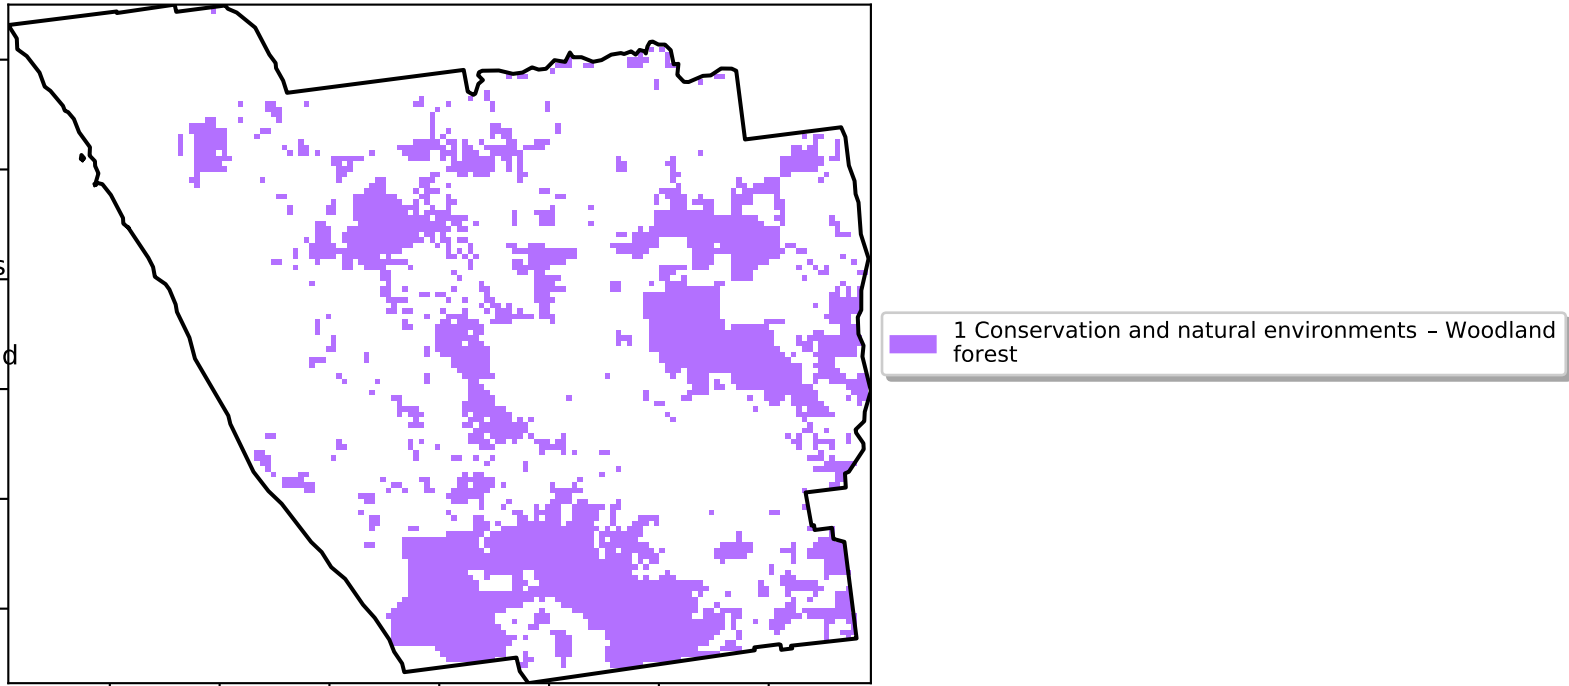 s
d
1 Conservation and natural environments – Woodland
forest